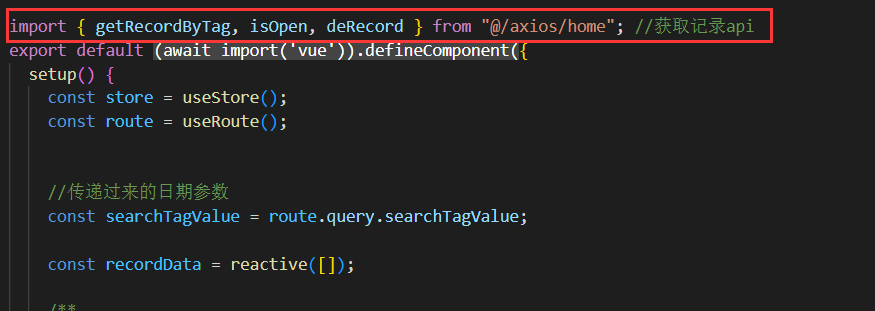 import { getRecordByTag, isOpen, deRecord } from "@/axios/home"; //获取记录api
export default (await import('vue')).defineComponent({
setup() {
const store = useStore();
const route = useRoute();
//传递过来的日期参数
const searchTagValue = route.query.searchTagValue;
const recordData = reactive([]);
/**